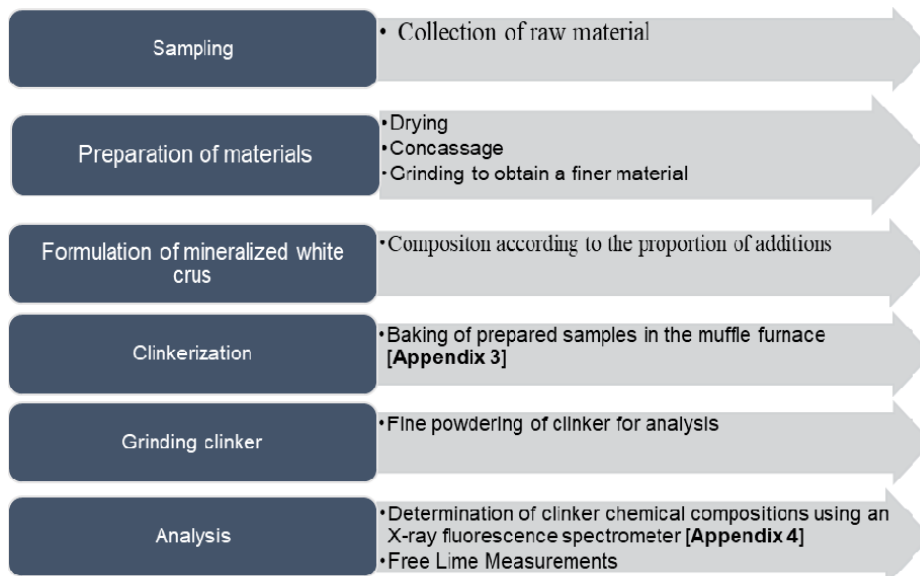 Sampling
• Collection of raw material
Preparation of materials
•Drying
•Concassage
•Grinding to obtain a finer material
Formulation of mineralized white
crus
•Compositon according to the proportion of additions
Clinkerization
•Baking of prepared samples in the muffle furnace
[Appendix 3]
Grinding clinker
•Fine powdering of clinker for analysis
Analysis
•Determination of clinker chemical compositions using an
X-ray fluorescence spectrometer [Appendix 4]
•Free Lime Measurements